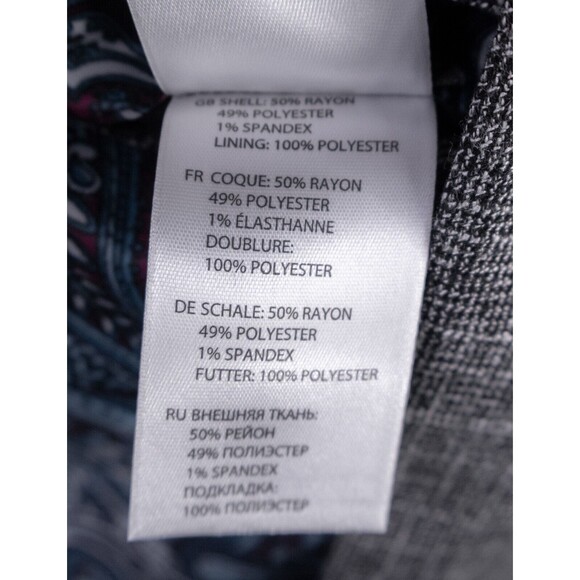 GB SHELL: 50% RAYON
49% POLYESTER
1% SPANDEX
LINING: 100% POLYESTER
FR COQUE: 50% RAYON
49% POLYESTER
1% ÉLASTHANNE
DOUBLURE:
100% POLYESTER
DE SCHALE: 50% RAYON
49% POLYESTER
1% SPANDEX
FUTTER: 100% POLYESTER
RU ВНЕШНЯЯ ТКАНЬ:
50% РЕЙОН
49% ПОЛИЭСТЕР
1% SPANDEX
ПОДКЛАДКА:
100% POLYESTER